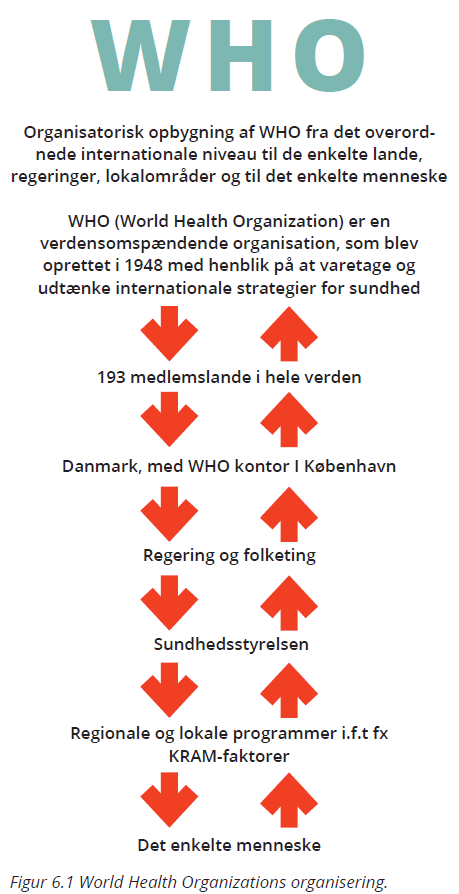 WHO
Organisatorisk opbygning af WHO fra det overord-
nede internationale niveau til de enkelte lande,
regeringer, lokalområder og til det enkelte menneske
WHO (World Health Organization) er en
verdensomspændende organisation, som blev
oprettet i 1948 med henblik på at varetage og
udtænke internationale strategier for sundhed
193 medlemslande i hele verden
Danmark, med WHO kontor I København
Regering og folketing
Sundhedsstyrelsen
Regionale og lokale programmer i.f.t fx
KRAM-faktorer
Det enkelte menneske
Figur 6.1 World Health Organizations organisering.